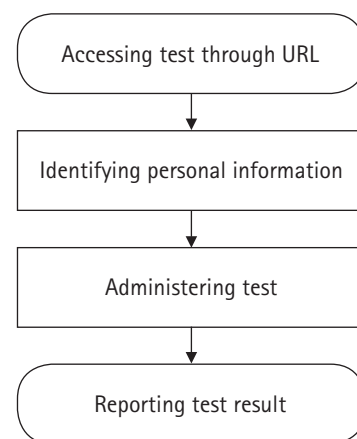 Accessing test through URL
Identifying personal information
Administering test
Reporting test result